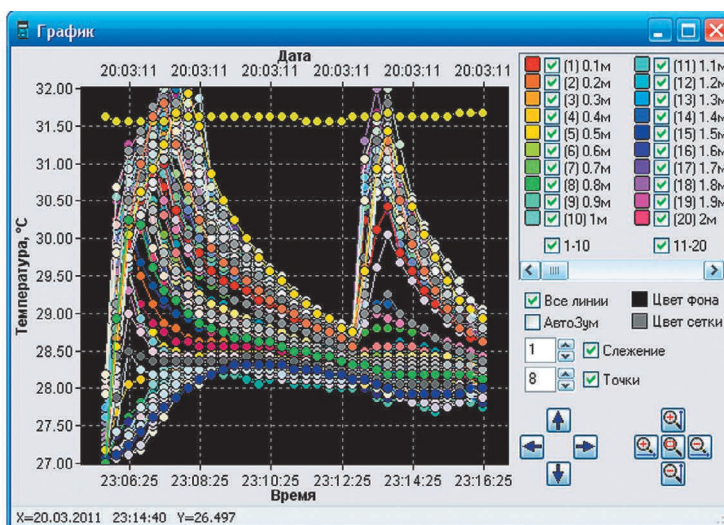 График
Дата
20:03:11 20:03:11 20:03:11 20:03:11 20:03:11 20:03:11
32.00
31.50
31.00
30.50
30.00
29.50
29.00
28.50
28.00
27.50
27.00
Температура, °C
23:06:25 23:08:25 23:10:25 23:12:25 23:14:25 23:16:25
Время
(1) 0.1м (11) 1.1м
(2) 0.2м (12) 1.2м
(3) 0.3м (13) 1.3м
(4) 0.4м (14) 1.4м
(5) 0.5м (15) 1.5м
(6) 0.6м (16) 1.6м
(7) 0.7м (17) 1.7м
(8) 0.8м (18) 1.8м
(9) 0.9м (19) 1.9м
(10) 1м (20) 2м
1-10 11-20
Все линии Цвет фона
АвтоЗум Цвет сетки
1 Слежение
8 Точки
X=20.03.2011 23:14:40 Y=26.497